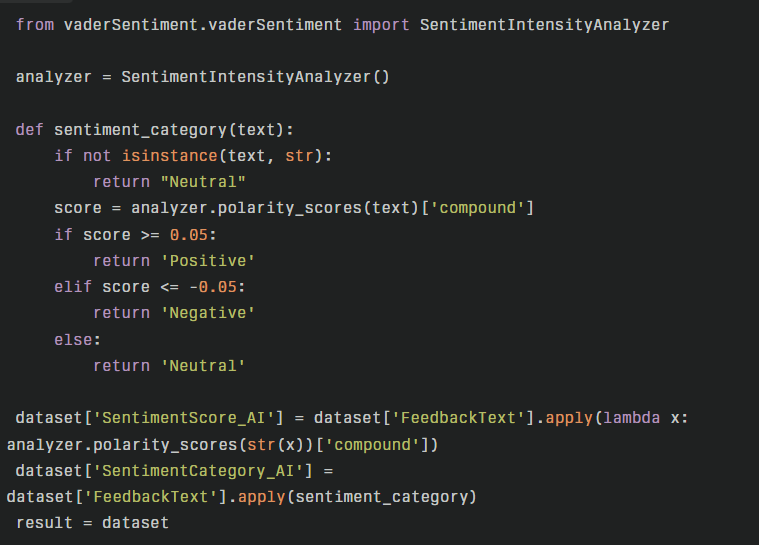 from vaderSentiment.vaderSentiment import SentimentIntensityAnalyzer
analyzer = SentimentIntensityAnalyzer()
def sentiment_category(text):
    if not isinstance(text, str):
        return "Neutral"
    score = analyzer.polarity_scores(text)['compound']
    if score >= 0.05:
        return 'Positive'
    elif score <= -0.05:
        return 'Negative'
    else:
        return 'Neutral'
dataset['SentimentScore_AI'] = dataset['FeedbackText'].apply(lambda x:
analyzer.polarity_scores(str(x))['compound'])
dataset['SentimentCategory_AI'] =
dataset['FeedbackText'].apply(sentiment_category)
result = dataset